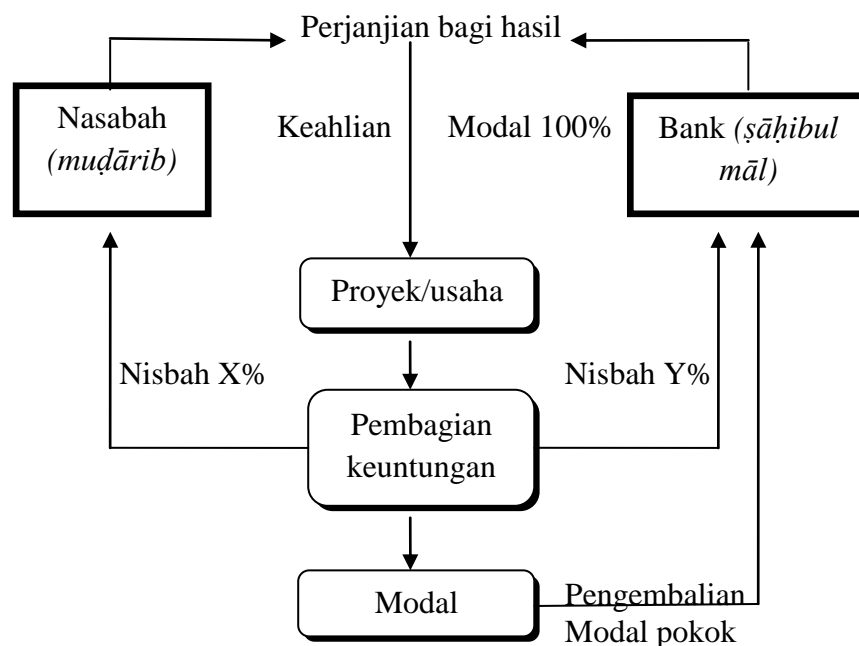 Perjanjian bagi hasil
Nasabah
(muḍārib)
Keahlian
Modal 100%
Bank (ṣāḥibul
māl)
Proyek/usaha
Nisbah X%
Nisbah Y%
Pembagian
keuntungan
Modal
Pengembalian
Modal pokok